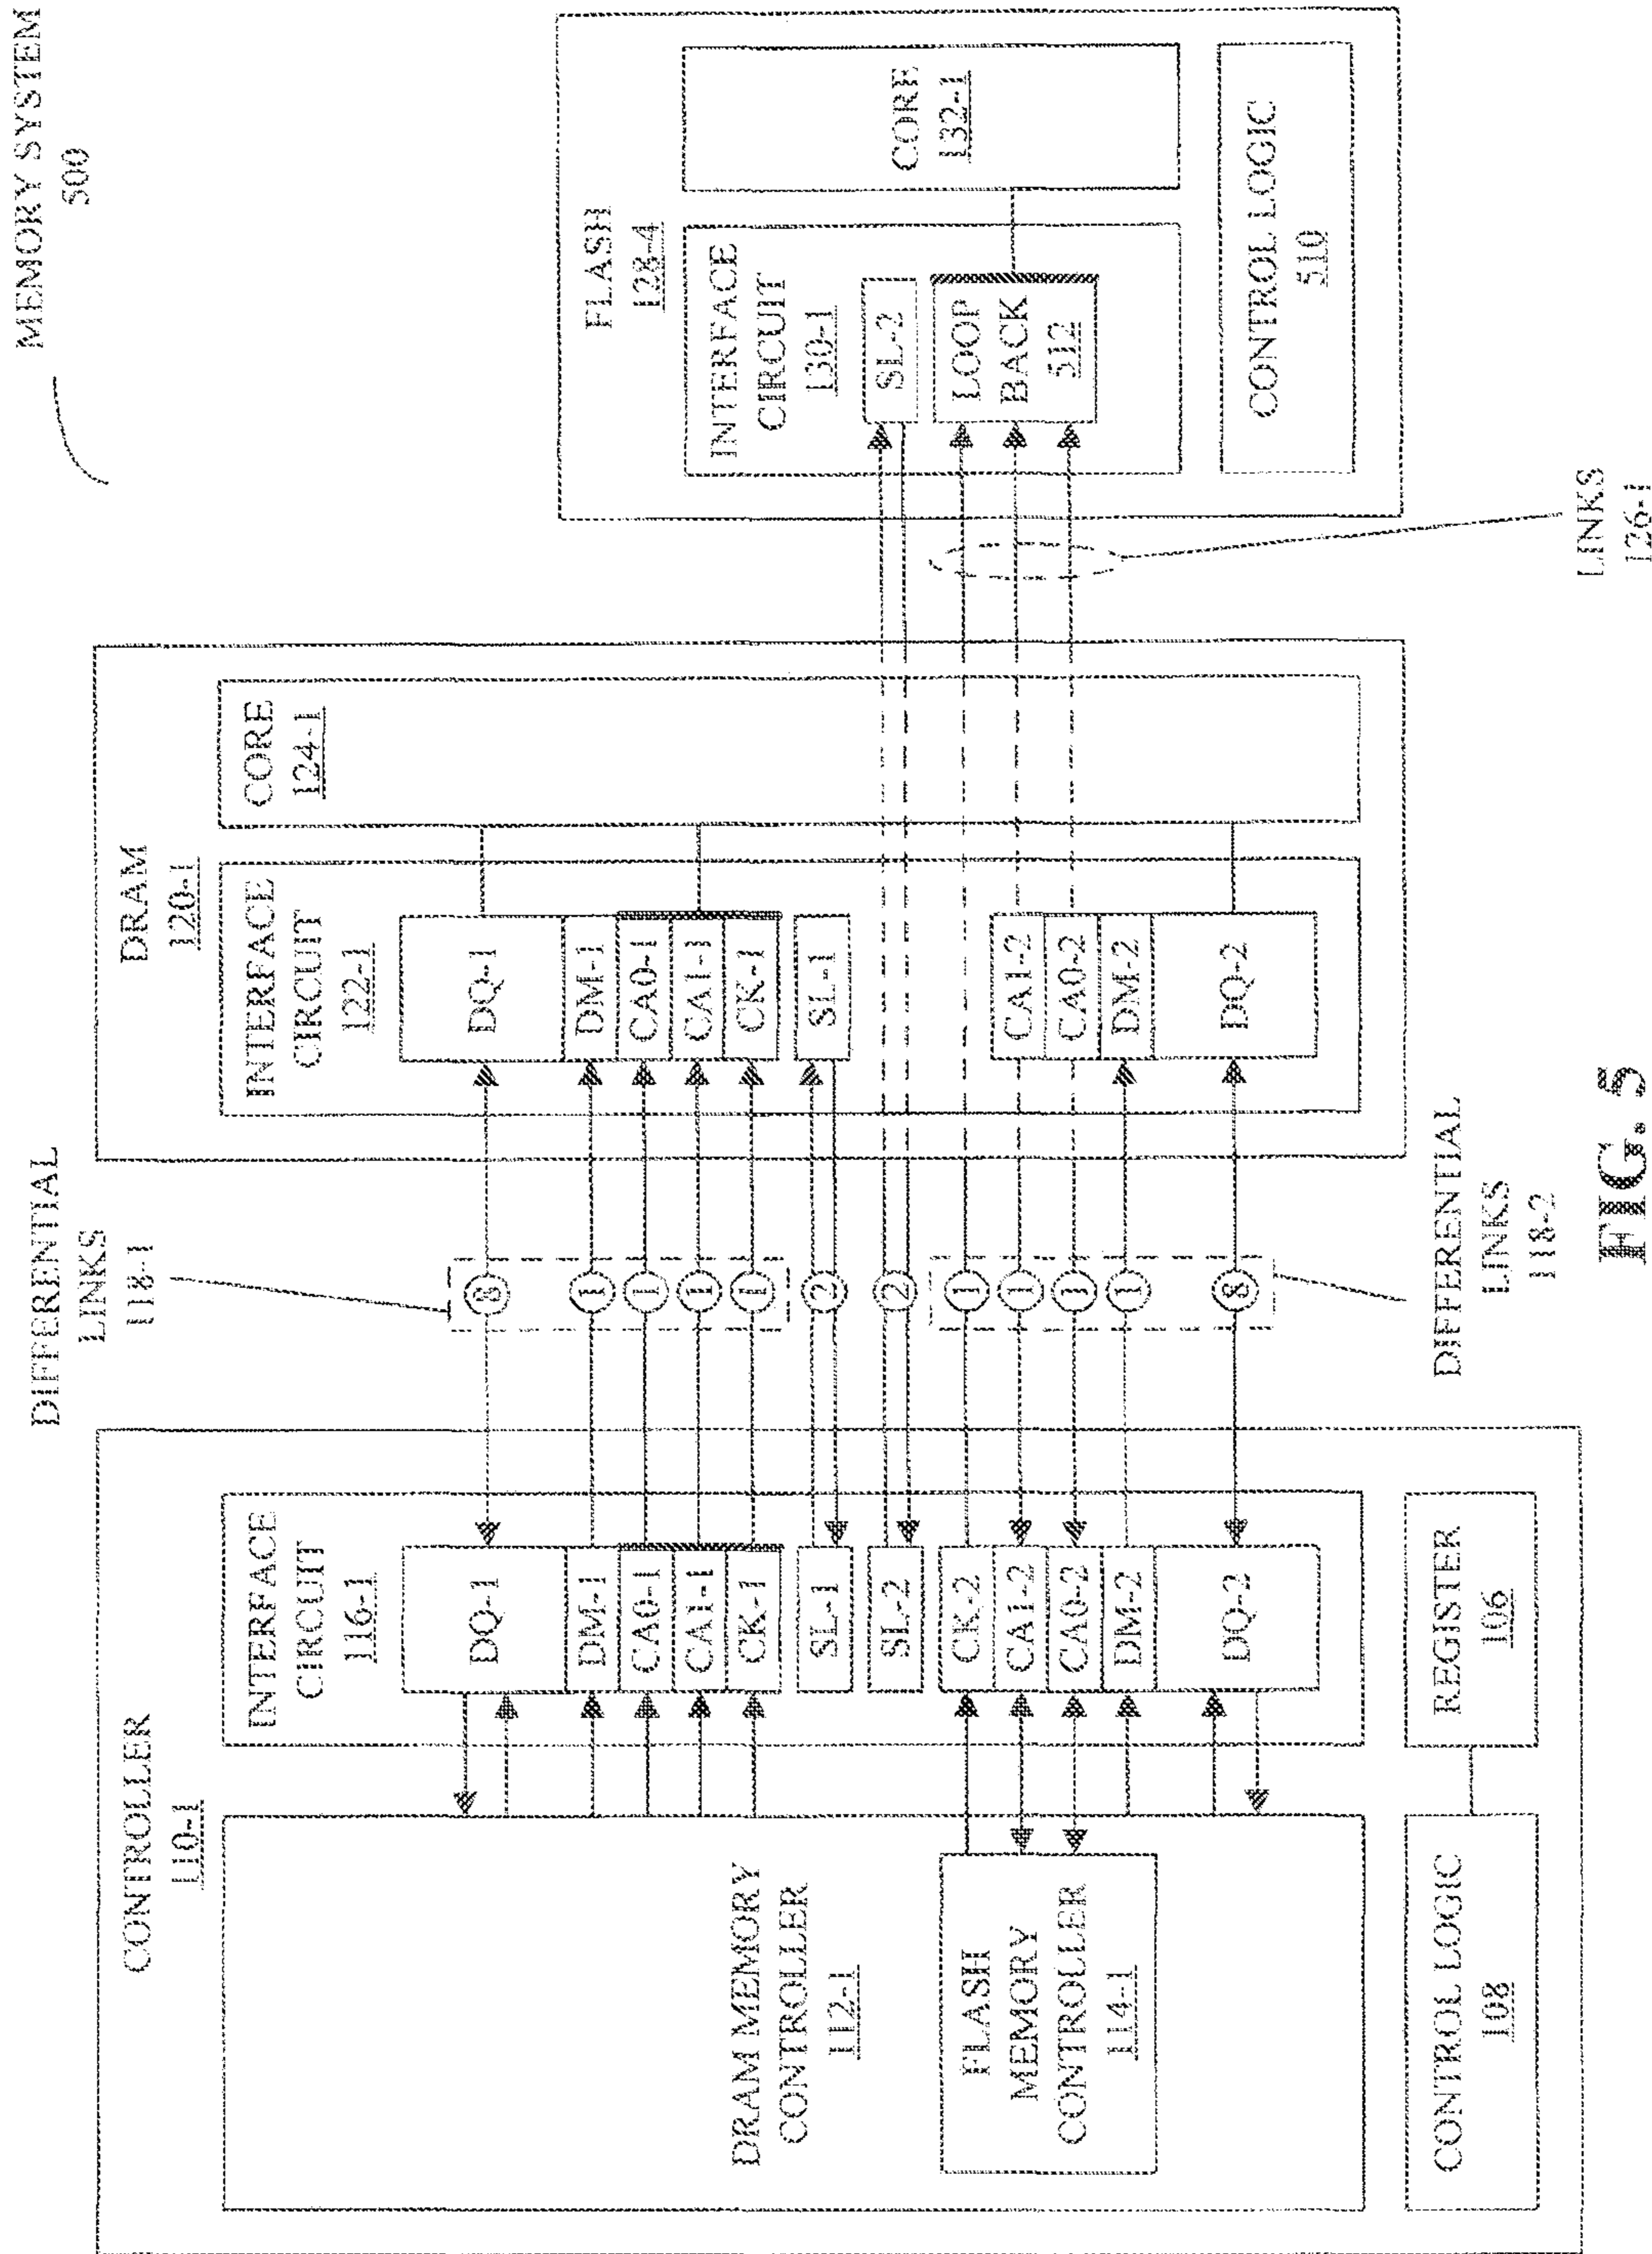 MEMORY SYSTEM
500
CONTROLLER
110-1
DRAM MEMORY
CONTROLLER
112-1
FLASH
MEMORY
CONTROLLER
114-1
CONTROL LOGIC
108
REGISTER
106
INTERFACE
CIRCUIT
116-1
DQ-1
DM-1
CA0-1
CA1-1
CK-1
SL-1
SL-2
CK-2
CA1-2
CA0-2
DM-2
DQ-2
DIFFERENTIAL
LINKS
118-1
8
1
1
1
1
2
2
1
1
1
1
8
DIFFERENTIAL
LINKS
118-2
DRAM
120-1
INTERFACE
CIRCUIT
122-1
DQ-1
DM-1
CA0-1
CA1-1
CK-1
SL-1
CA1-2
CA0-2
DM-2
DQ-2
CORE
124-1
LINKS
126-1
FLASH
128-4
INTERFACE
CIRCUIT
130-1
SL-2
LOOP
BACK
512
CORE
132-1
CONTROL LOGIC
510
FIG. 5